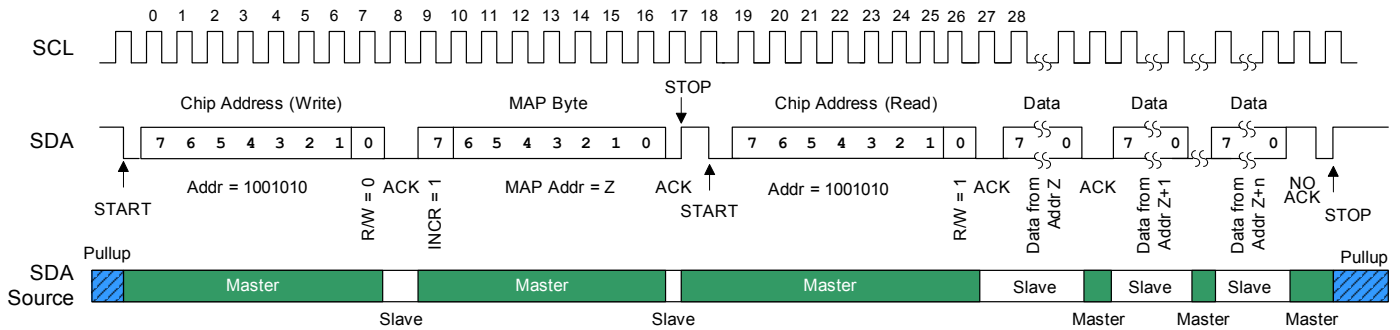 0 1 2 3 4 5 6 7 8 9 10 11 12 13 14 15 16 17 18 19 20 21 22 23 24 25 26 27 28
SCL
STOP
Chip Address (Write) MAP Byte Chip Address (Read) Data Data Data
SDA 7 6 5 4 3 2 1 0 7 6 5 4 3 2 1 0 7 6 5 4 3 2 1 0 7 0 7 0 7 0
START
Addr = 1001010
R/W = 0
ACK
INCR = 1
MAP Addr = Z
ACK
START
Addr = 1001010
R/W = 1
ACK
Data from
Addr Z
ACK
Data from
Addr Z+1
Data from
Addr Z+n
NO
ACK
STOP
Pullup Pullup
SDA
Source
Master Master Master Slave Slave Slave
Slave Slave Master Master Master